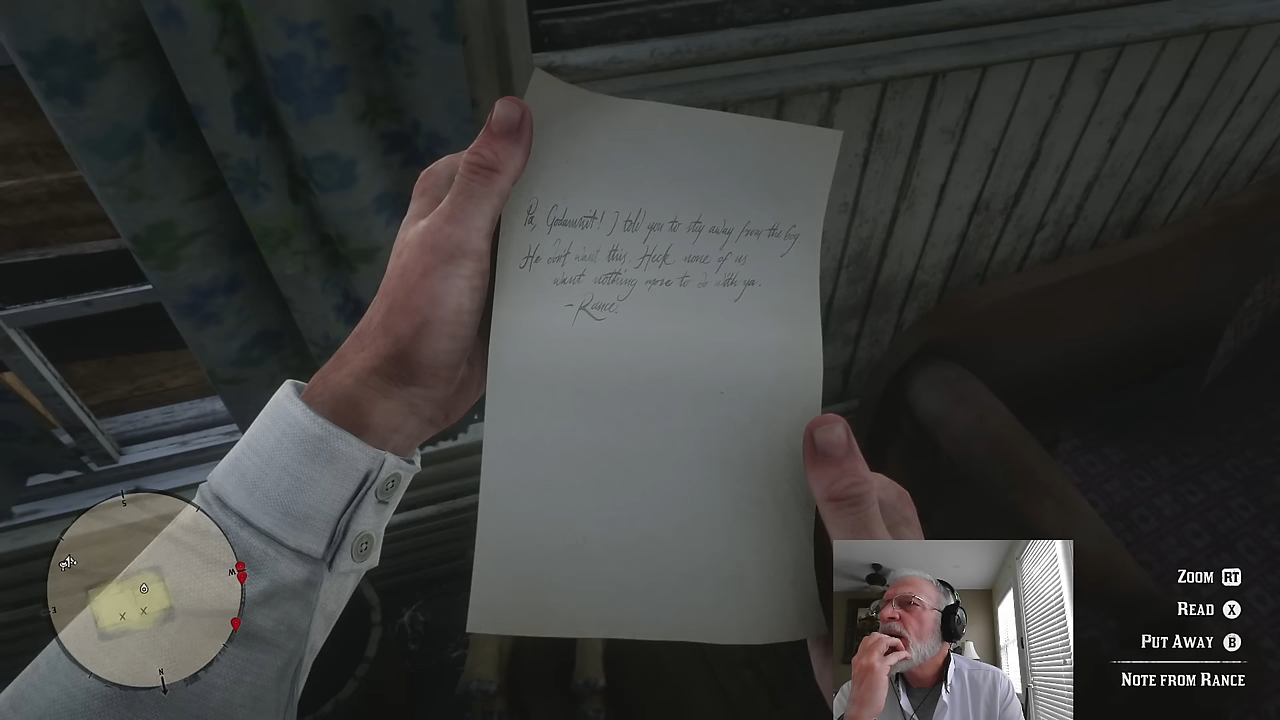 Pa, Godamnit! I told you to stay away from the boy
He don't want this. Heck none of us
want nothing more to do with ya.
- Rance.
S
W
E
N
ZOOM RT
READ X
PUT AWAY B
NOTE FROM RANCE